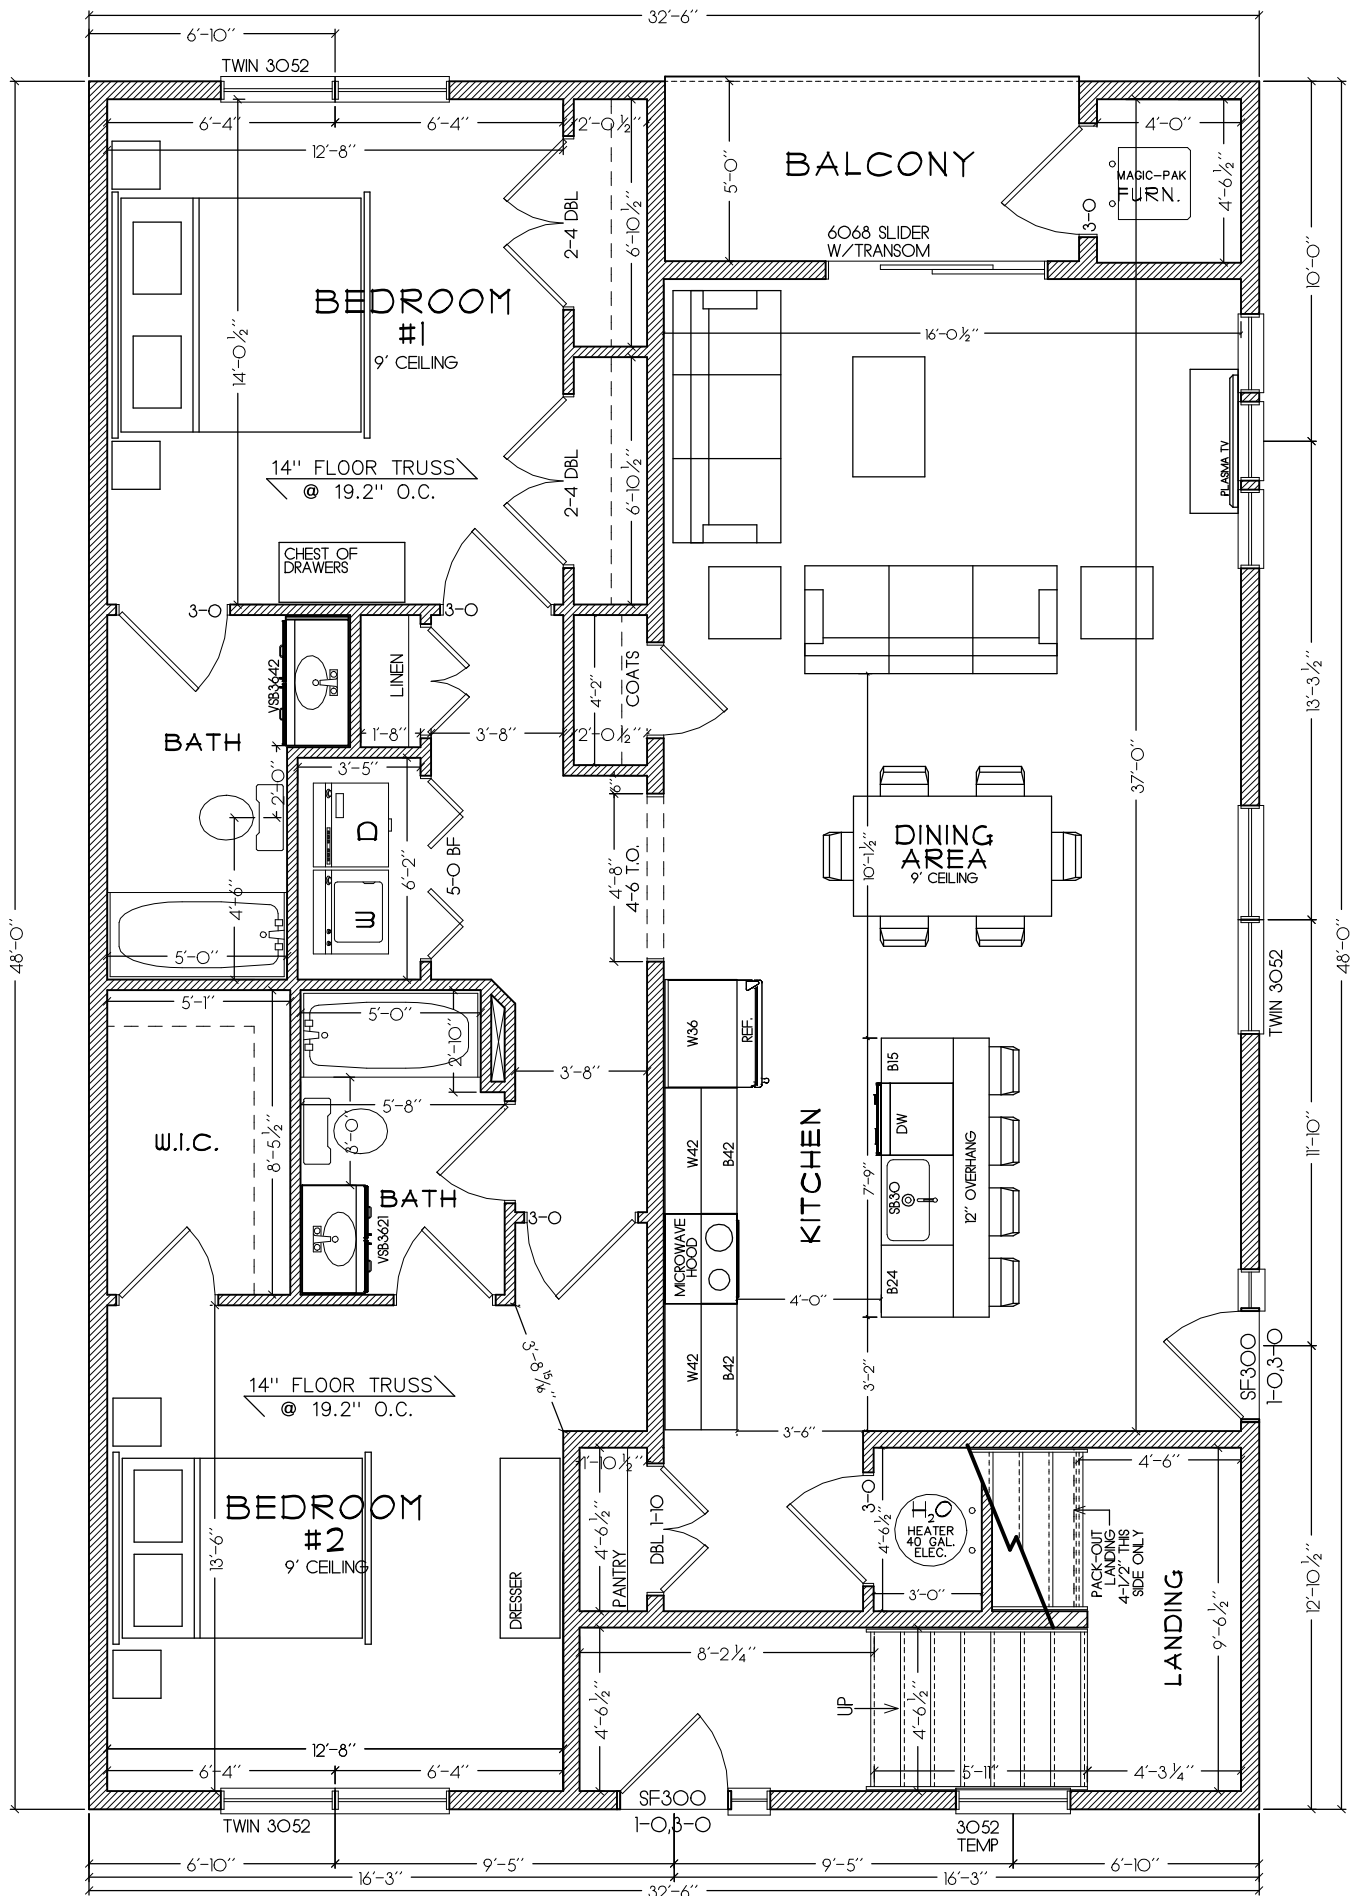 32'-6"
6'-10"
TWIN 3052
6'-4"
6'-4"
2'-0 ½"
12'-8"
4'-0"
5'-0"
BALCONY
MAGIC-PAK
FURN.
4'-6 ½"
3-0
2-4 DBL
6'-10 ½"
6068 SLIDER
W/TRANSOM
10'-0"
BEDROOM
#1
9' CEILING
14'-0 ½"
16'-0 ½"
14" FLOOR TRUSS
@ 19.2" O.C.
2-4 DBL
6'-10 ½"
PLASMA TV
CHEST OF
DRAWERS
3-0
3-0
VSB3642
LINEN
4'-2"
COATS
13'-3 ½"
BATH
1'-8"
3'-8"
2'-0 ½"
2'-0"
3'-5"
6"
37'-0"
D
6'-2"
5-0 BF
4'-8"
4-6 T.O.
10'-1 ½"
DINING
AREA
9' CEILING
4'-6"
W
5'-0"
48'-0"
48'-0"
5'-1"
5'-0"
2'-10"
W36
REF.
TWIN 3052
3'-8"
B15
5'-8"
3'-0"
DW
W.I.C.
8'-5 ½"
W42
B42
KITCHEN
7'-9"
12" OVERHANG
11'-10"
BATH
SB30
VSB3621
3-0
MICROWAVE
HOOD
B24
4'-0"
3'-8 15/16"
W42
B42
3'-2"
SF300
1-0,3-0
14" FLOOR TRUSS
@ 19.2" O.C.
3'-6"
1'-10 ½"
4'-6"
BEDROOM
#2
9' CEILING
13'-6"
DRESSER
4'-6 ½"
PANTRY
DBL 1-10
3-0
4'-6 ½"
H2O
HEATER
40 GAL.
ELEC.
3'-0"
PACK-OUT
LANDING
4-1/2" THIS
SIDE ONLY
LANDING
9'-6 ½"
12'-10 ½"
8'-2 ¼"
4'-6 ½"
UP
4'-6 ½"
12'-8"
6'-4"
6'-4"
5'-11"
4'-3 ¼"
TWIN 3052
SF300
1-0,3-0
3052
TEMP
6'-10"
9'-5"
9'-5"
6'-10"
16'-3"
16'-3"
32'-6"